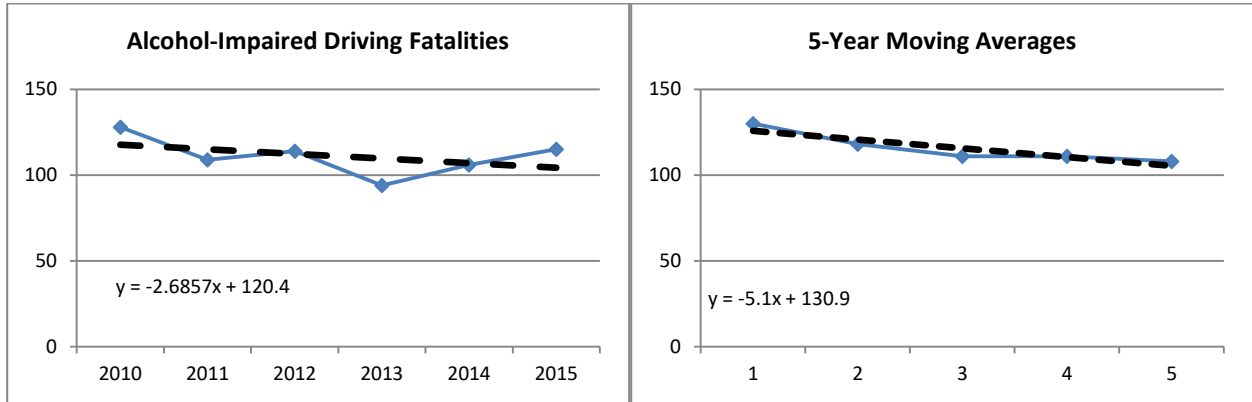 Alcohol-Impaired Driving Fatalities
150
100
50
0
y = -2.6857x + 120.4
2010 2011 2012 2013 2014 2015
5-Year Moving Averages
150
100
50
0
y = -5.1x + 130.9
1 2 3 4 5